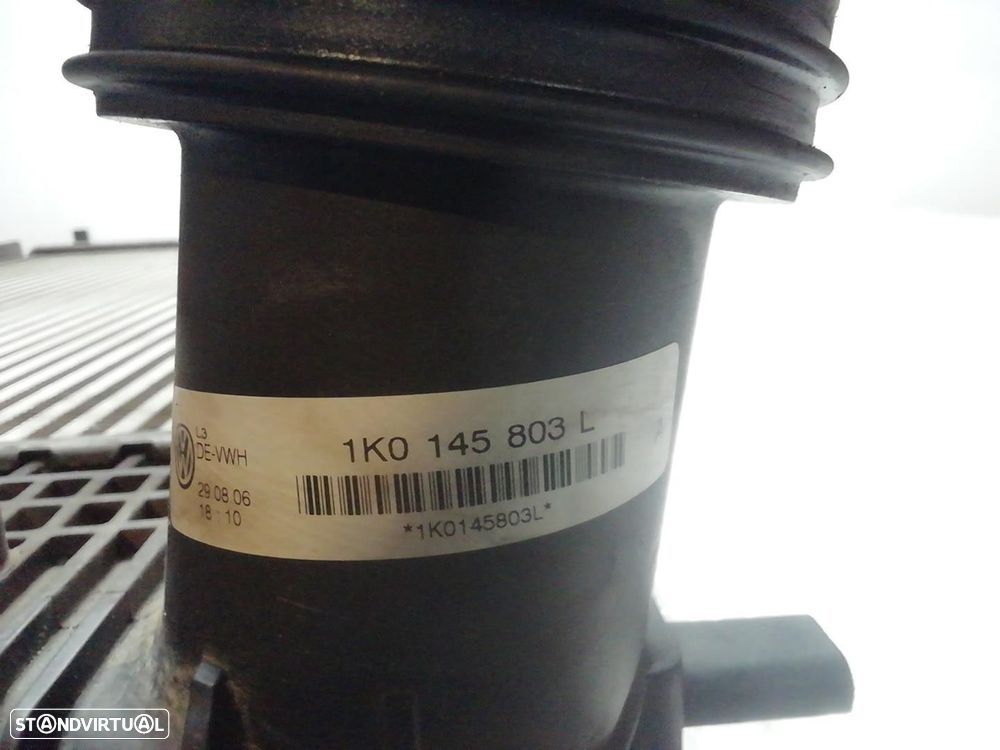 L3
DE-VWH
29.08.06
18:10
1K0 145 803 L
*1K0145803L*
STANDVIRTUAL